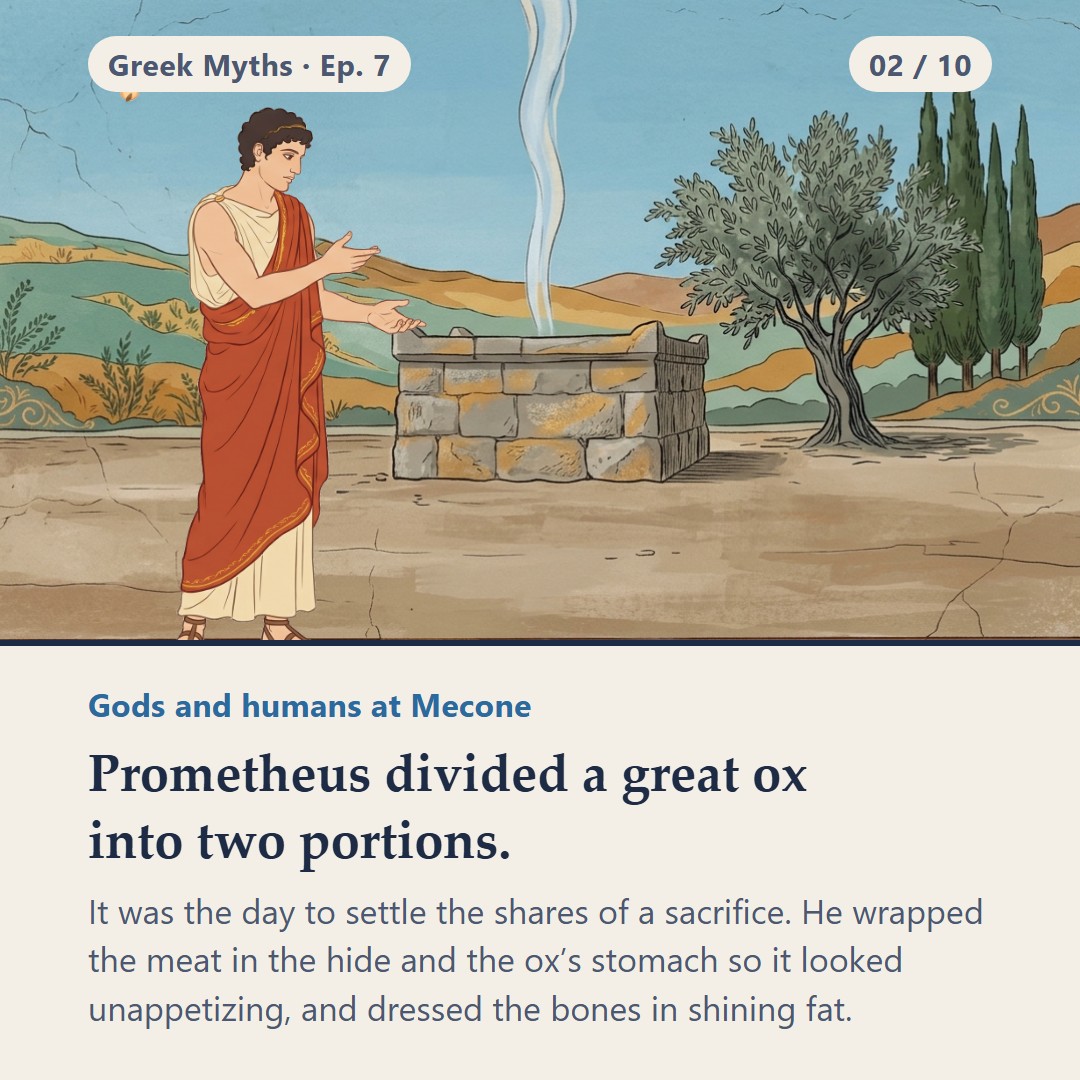 Greek Myths · Ep. 7
02 / 10
Gods and humans at Mecone
Prometheus divided a great ox
into two portions.
It was the day to settle the shares of a sacrifice. He wrapped
the meat in the hide and the ox’s stomach so it looked
unappetizing, and dressed the bones in shining fat.